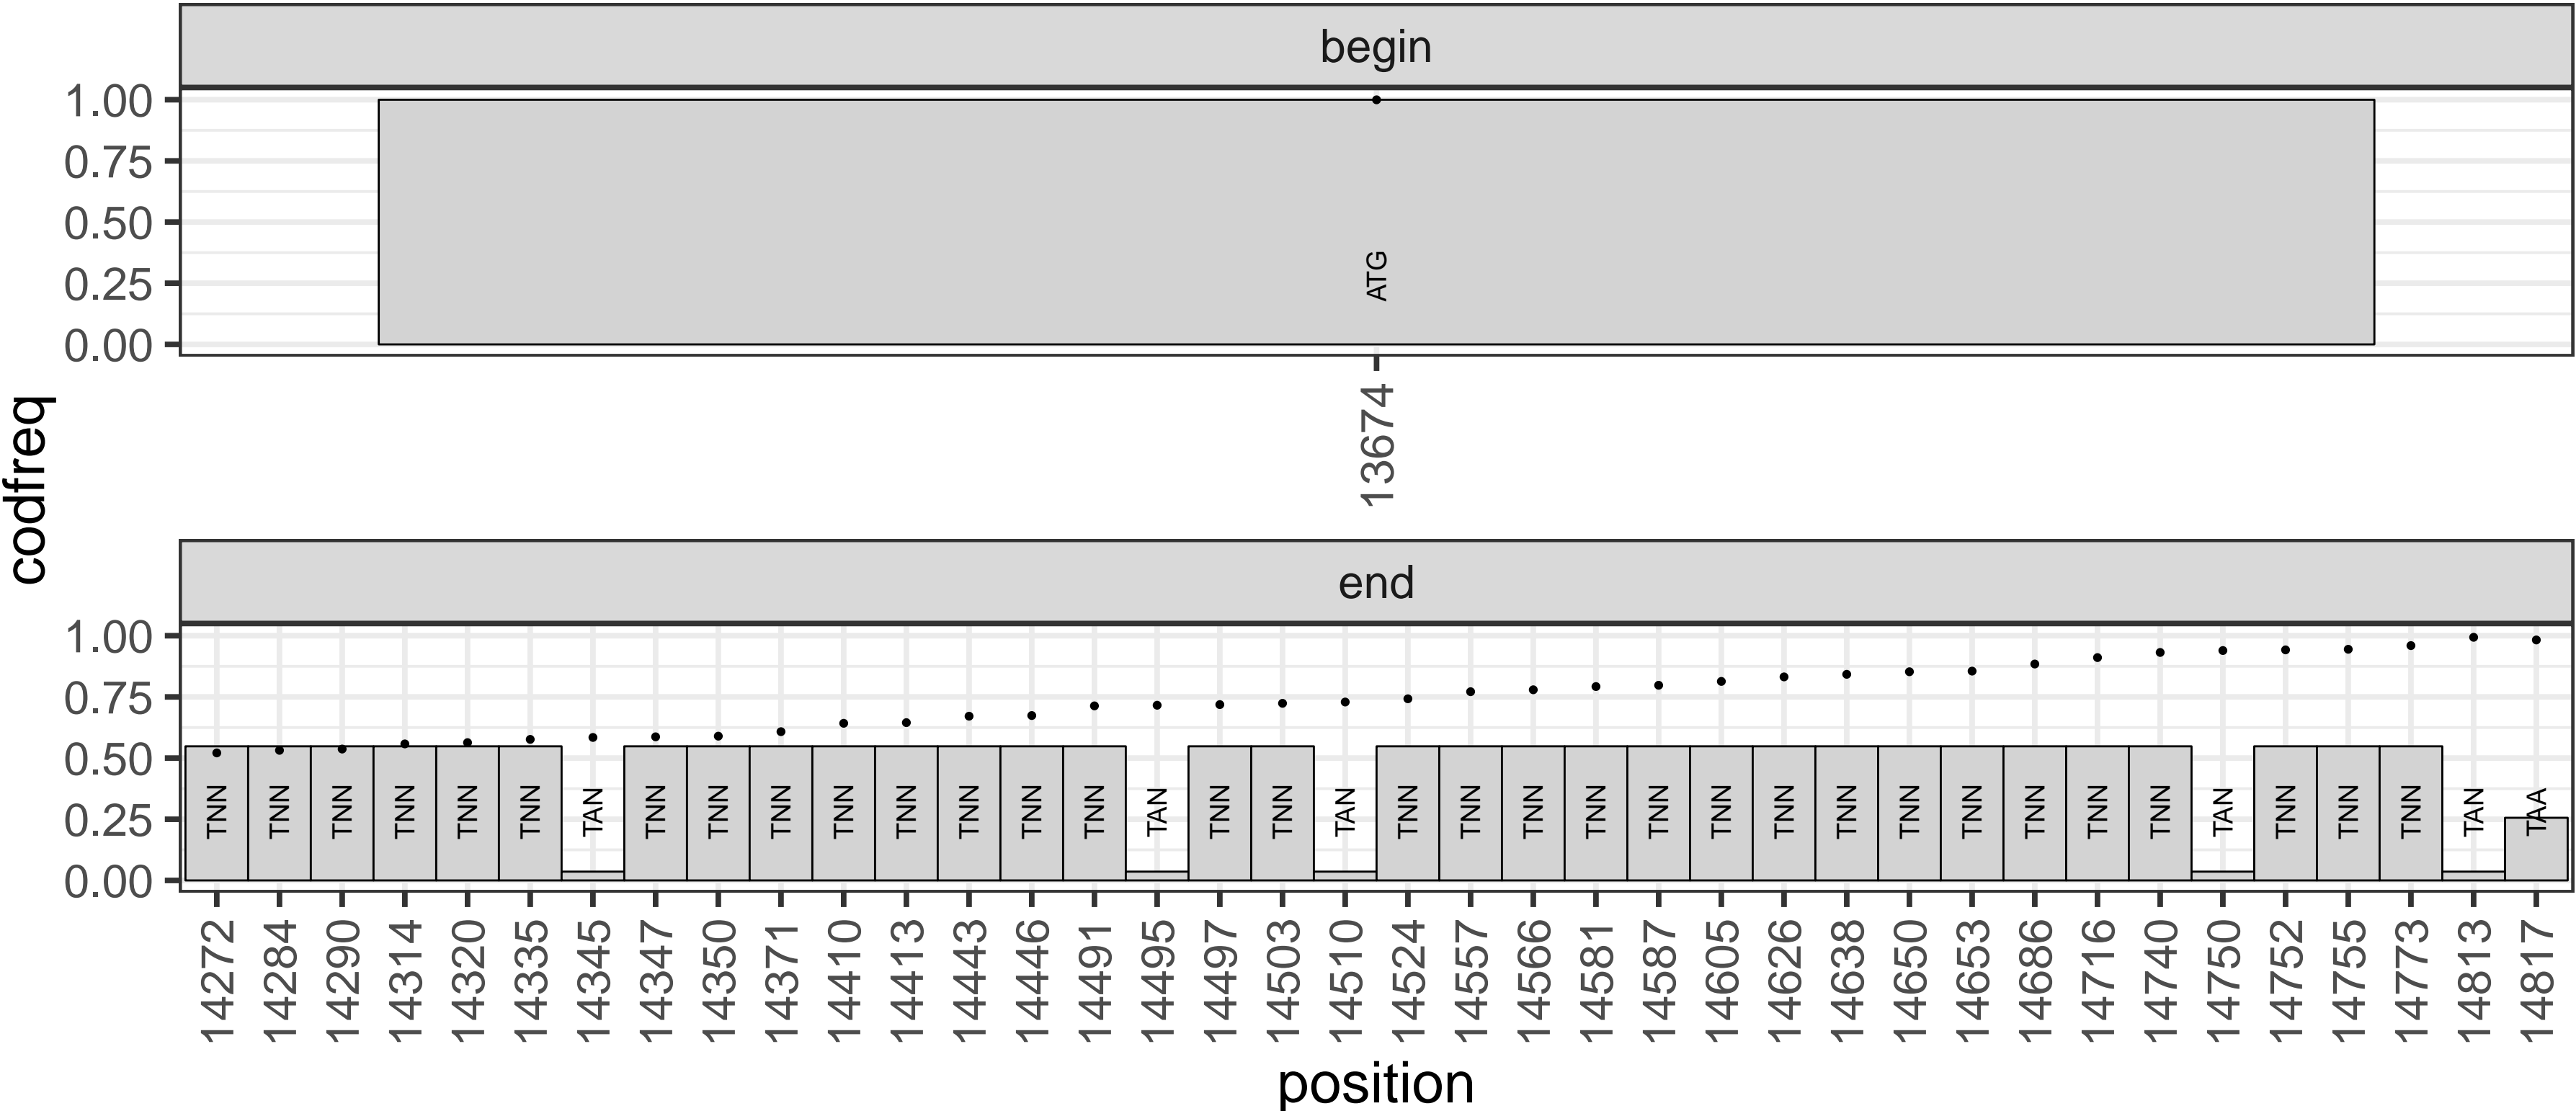 begin
1.00
0.75
0.50
0.25
0.00
ATG
13674
codfreq
end
1.00
0.75
0.50
0.25
0.00
TNN TNN TNN TNN TNN TNN TAN TNN TNN TNN TNN TNN TNN TNN TNN TAN TNN TNN TAN TNN TNN TNN TNN TNN TNN TNN TNN TNN TNN TNN TNN TNN TAN TNN TNN TNN TAN TAA
14272 14284 14290 14314 14320 14335 14345 14347 14350 14371 14410 14413 14443 14446 14491 14495 14497 14503 14510 14524 14557 14566 14581 14587 14605 14626 14638 14650 14653 14686 14716 14740 14750 14752 14755 14773 14813 14817
position